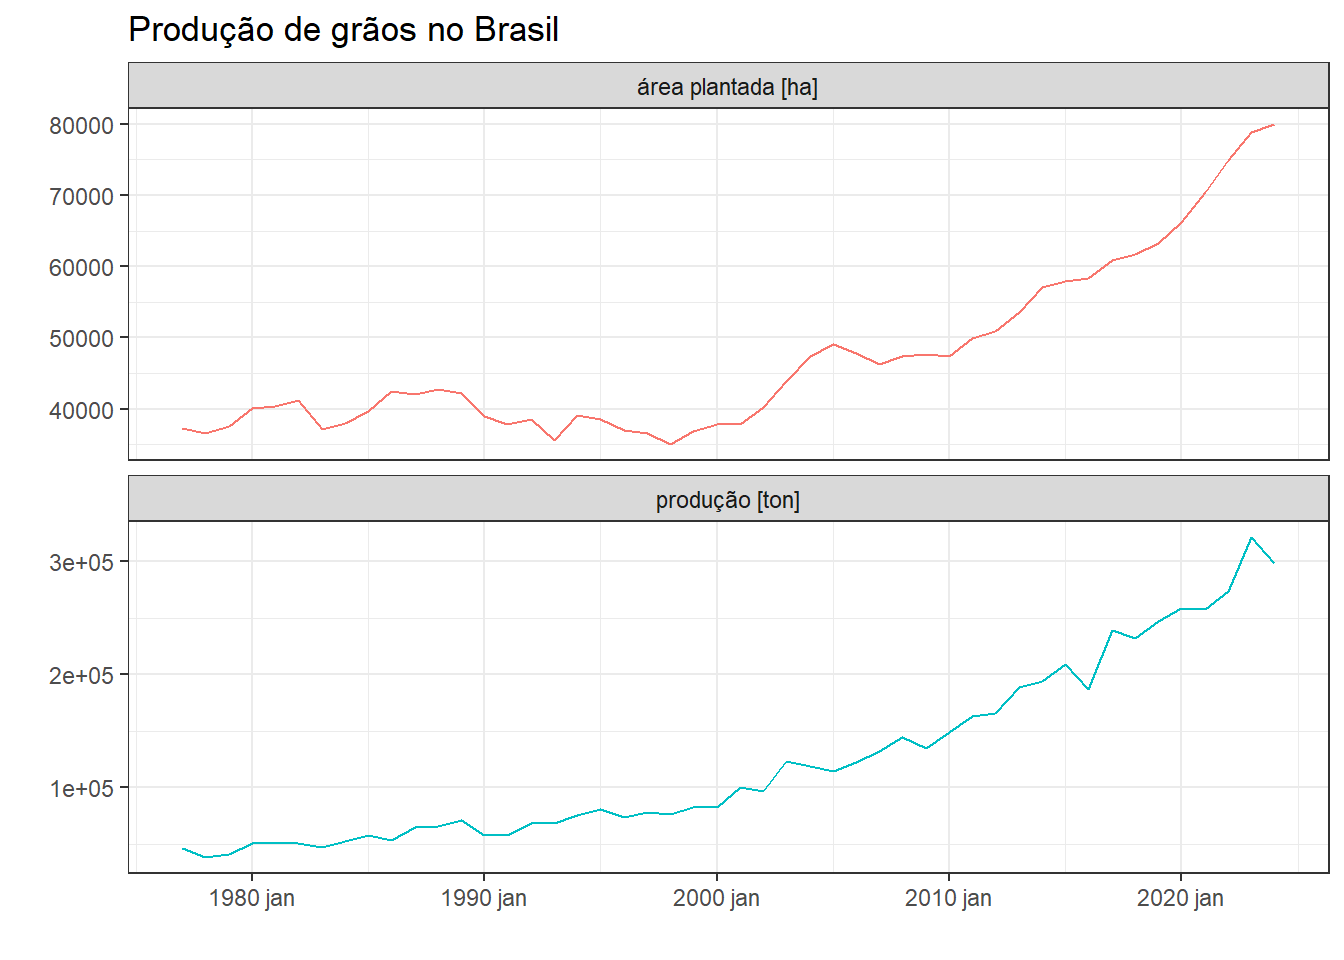 Produção de grãos no Brasil
área plantada [ha]
80000
70000
60000
50000
40000
produção [ton]
3e+05
2e+05
1e+05
1980 jan 1990 jan 2000 jan 2010 jan 2020 jan